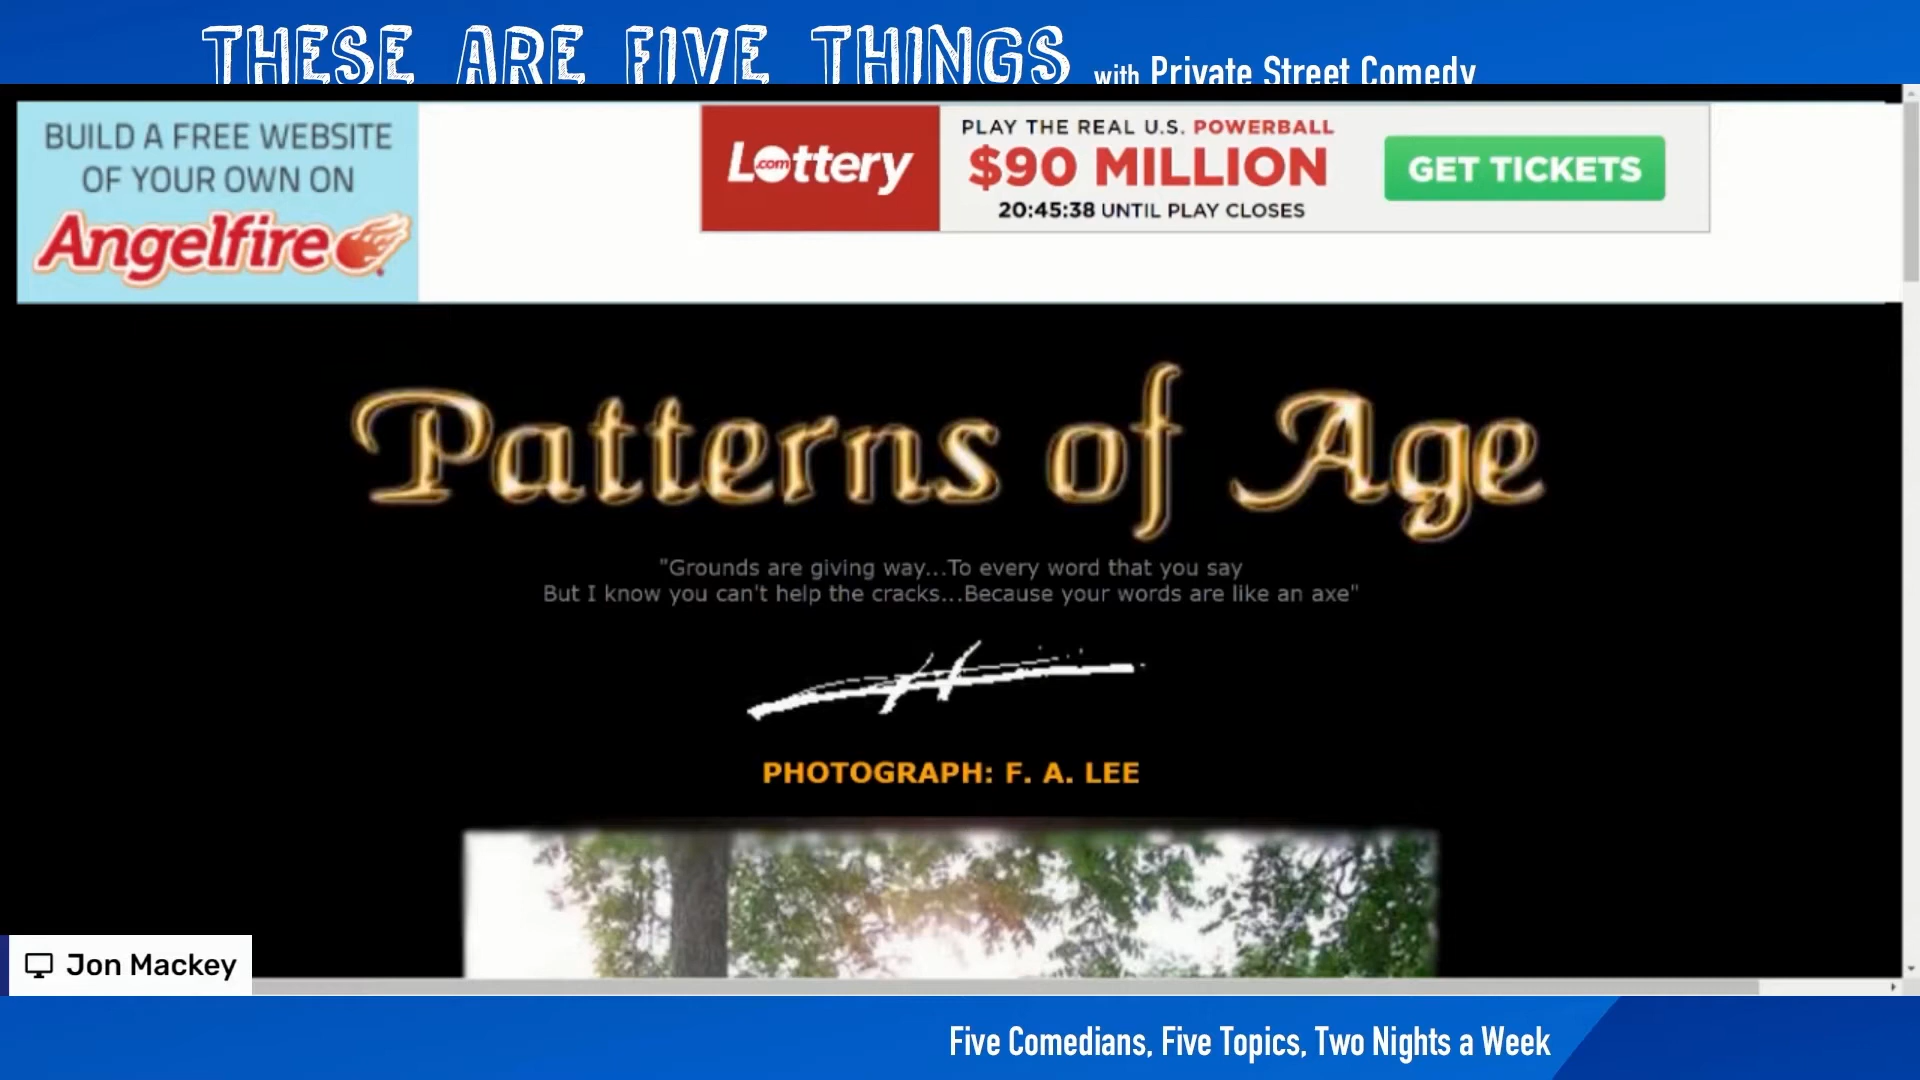 THESE ARE FIVE THINGS with Private Street Comedy
BUILD A FREE WEBSITE
OF YOUR OWN ON
Angelfire
Lottery.com
PLAY THE REAL U.S. POWERBALL
$90 MILLION
20:45:38 UNTIL PLAY CLOSES
GET TICKETS
Patterns of Age
"Grounds are giving way...To every word that you say
But I know you can't help the cracks...Because your words are like an axe"
PHOTOGRAPH: F. A. LEE
Jon Mackey
Five Comedians, Five Topics, Two Nights a Week